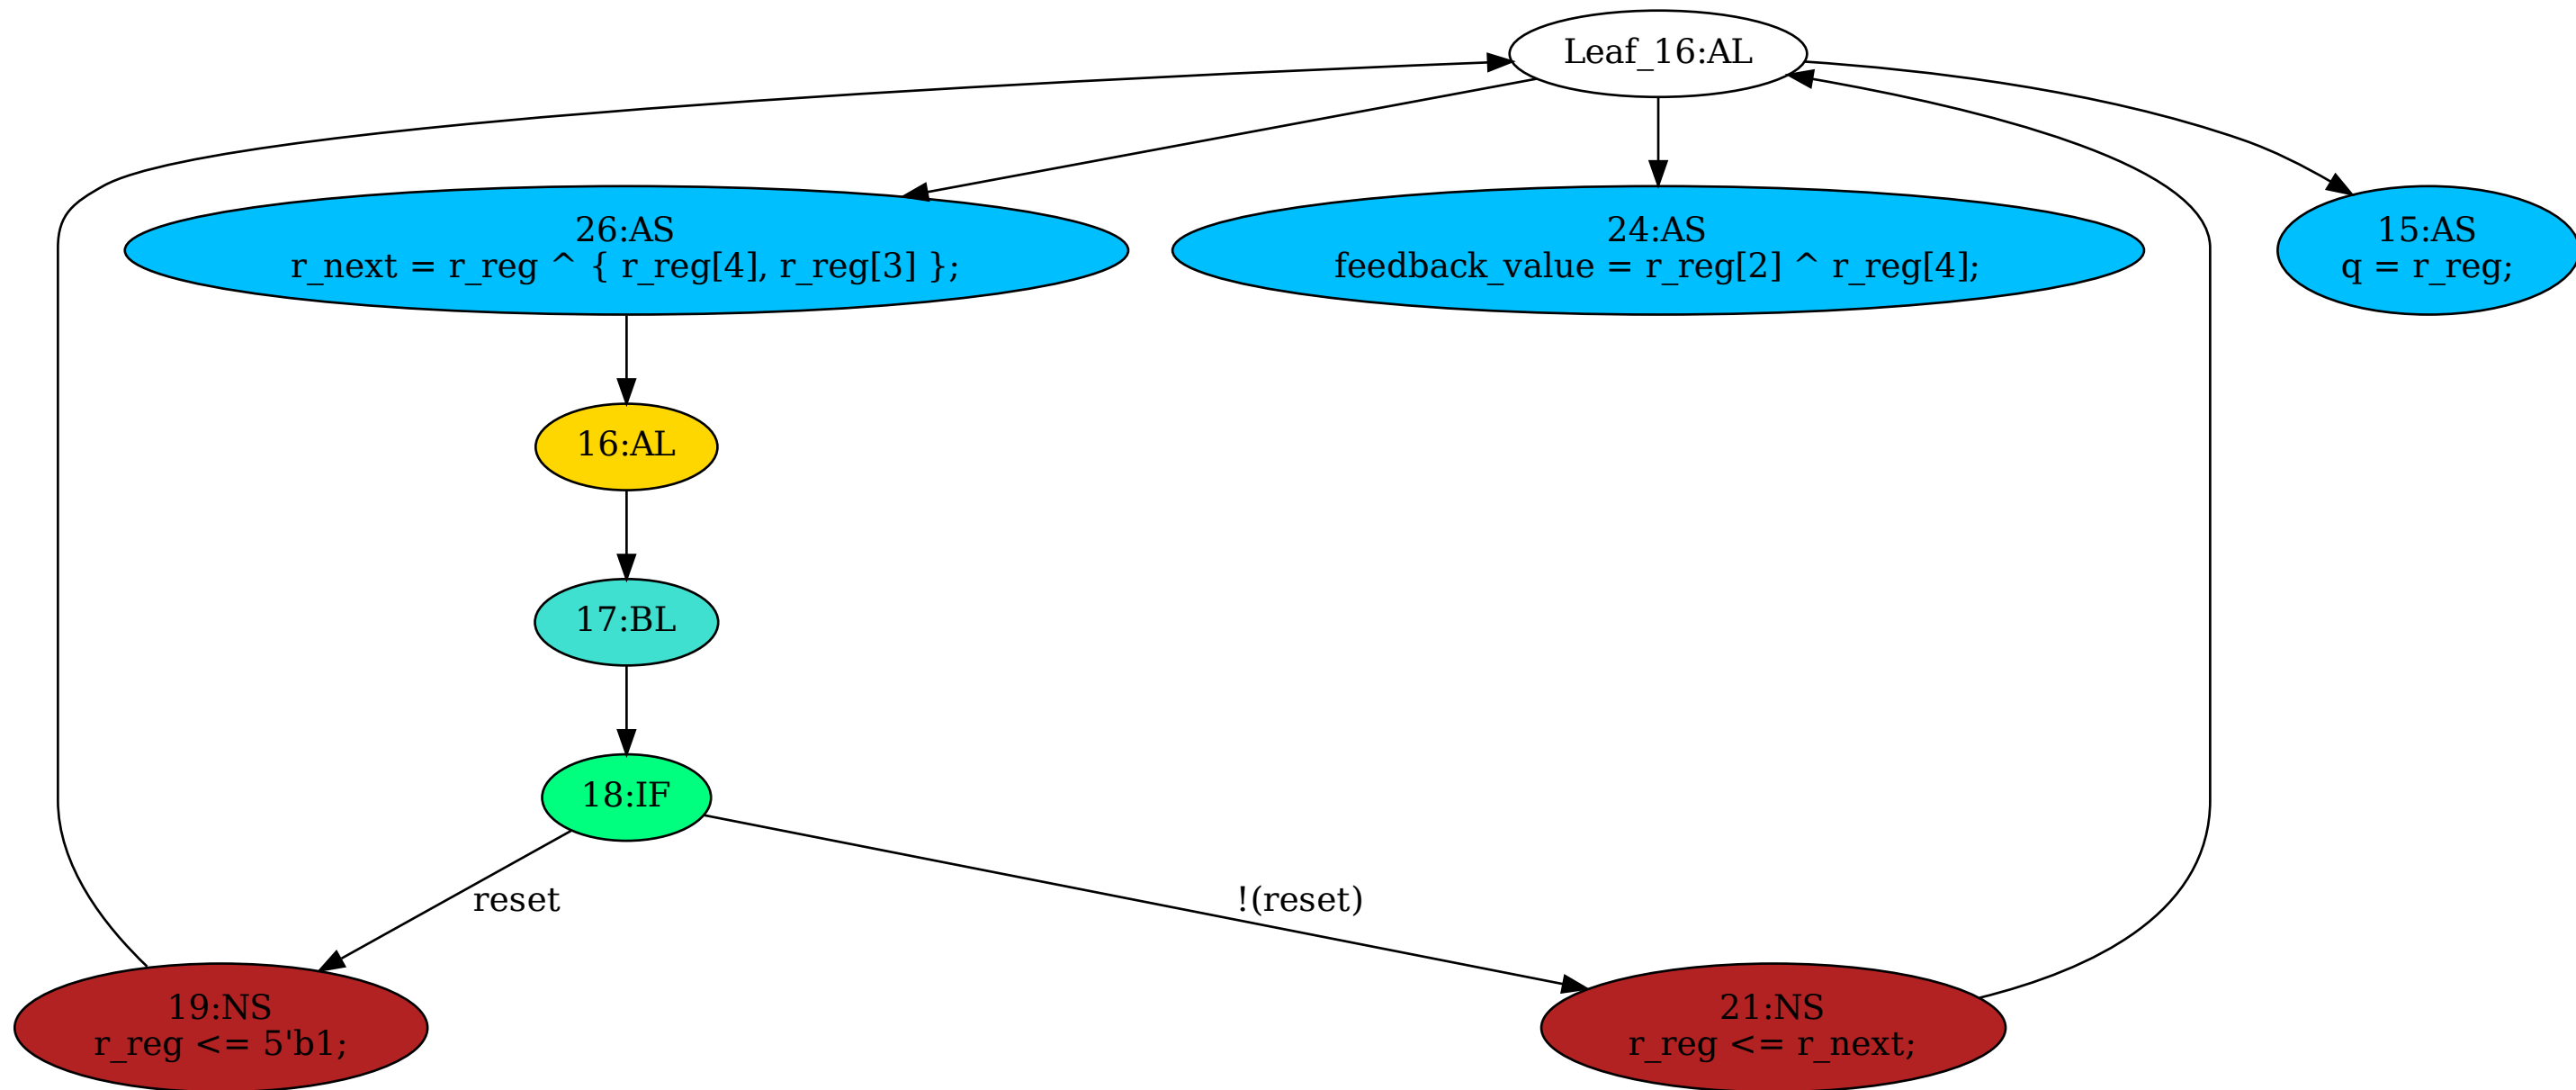 Leaf_16:AL
26:AS
r_next = r_reg ^ { r_reg[4], r_reg[3] };
24:AS
feedback_value = r_reg[2] ^ r_reg[4];
15:AS
q = r_reg;
16:AL
17:BL
18:IF
reset
!(reset)
19:NS
r_reg <= 5'b1;
21:NS
r_reg <= r_next;